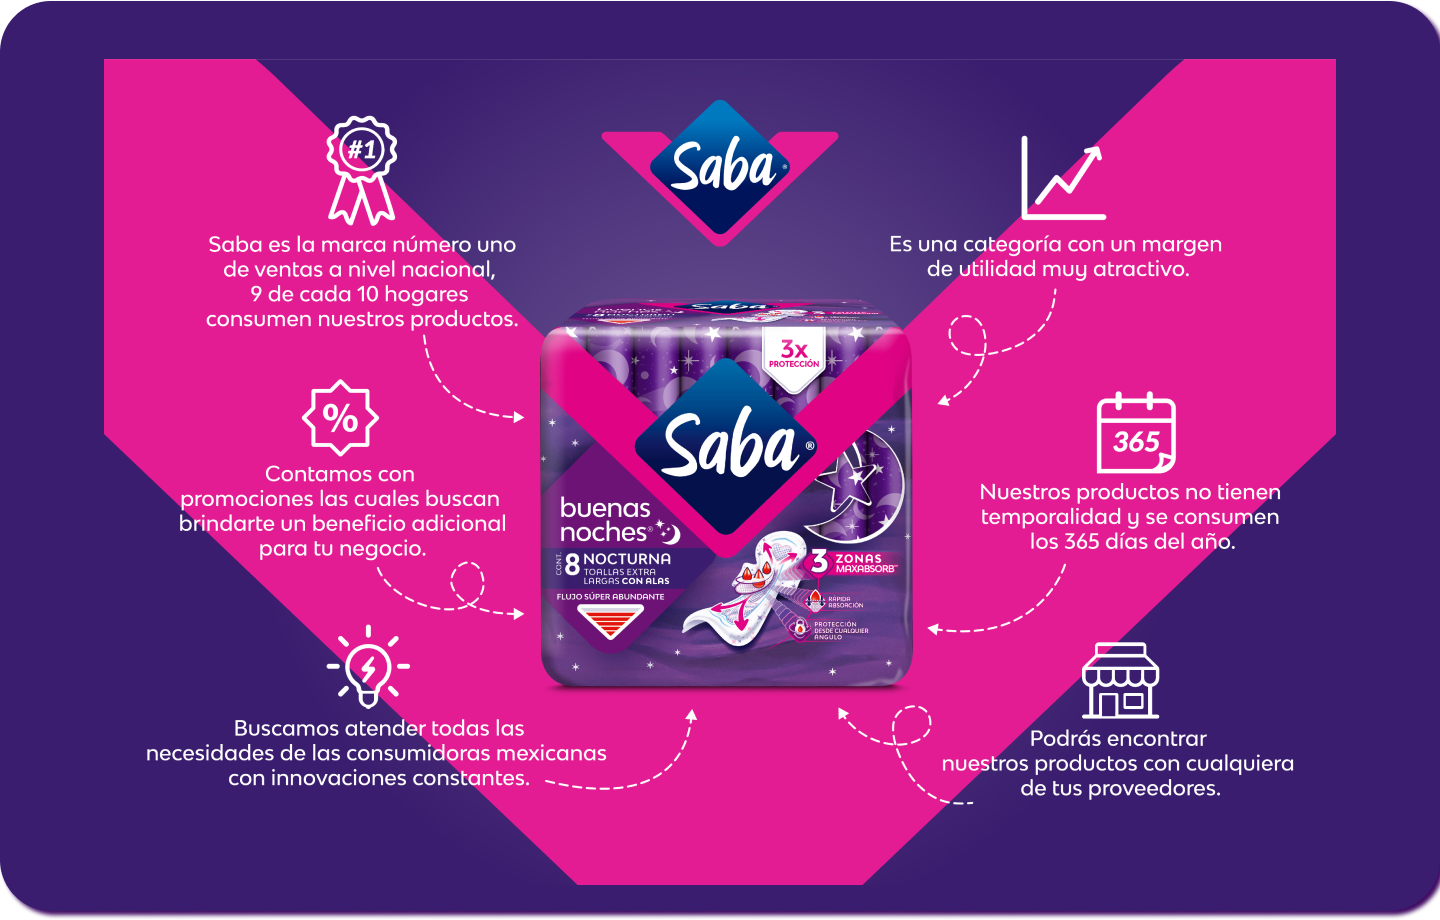 Saba
#1
Saba es la marca número uno
de ventas a nivel nacional,
9 de cada 10 hogares
consumen nuestros productos.
%
Contamos con
promociones las cuales buscan
brindarte un beneficio adicional
para tu negocio.
Buscamos atender todas las
necesidades de las consumidoras mexicanas
con innovaciones constantes.
3x
PROTECCIÓN
Saba®
buenas
noches®
CONT. 8 NOCTURNA
TOALLAS EXTRA
LARGAS CON ALAS
FLUJO SÚPER ABUNDANTE
3 ZONAS
MAXABSORB™
RÁPIDA
ABSORCIÓN
PROTECCIÓN
DESDE CUALQUIER
ÁNGULO
Es una categoría con un margen
de utilidad muy atractivo.
365
Nuestros productos no tienen
temporalidad y se consumen
los 365 días del año.
Podrás encontrar
nuestros productos con cualquiera
de tus proveedores.